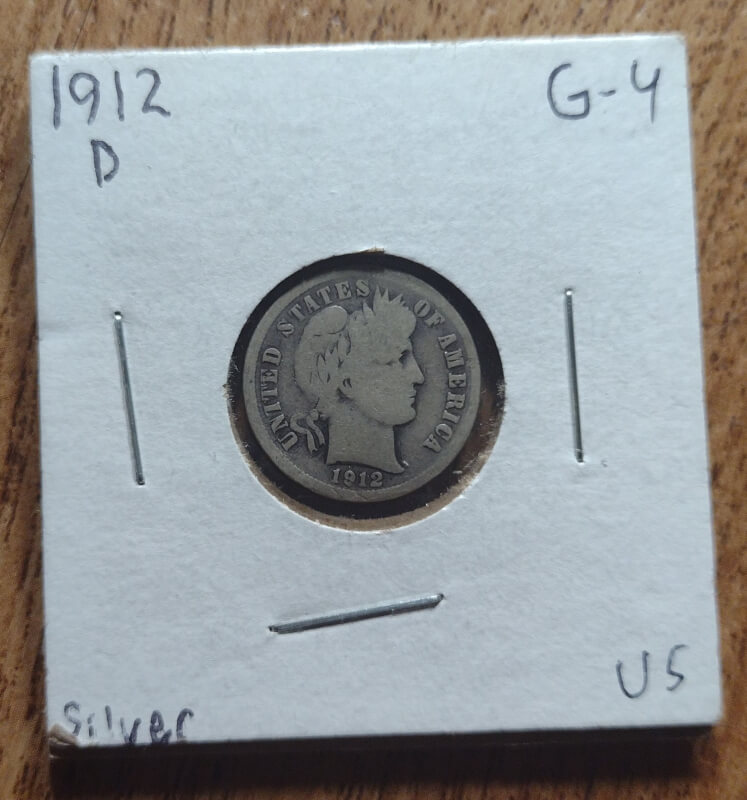 1912 G-4
D
UNITED STATES OF AMERICA
1912
US
Silver